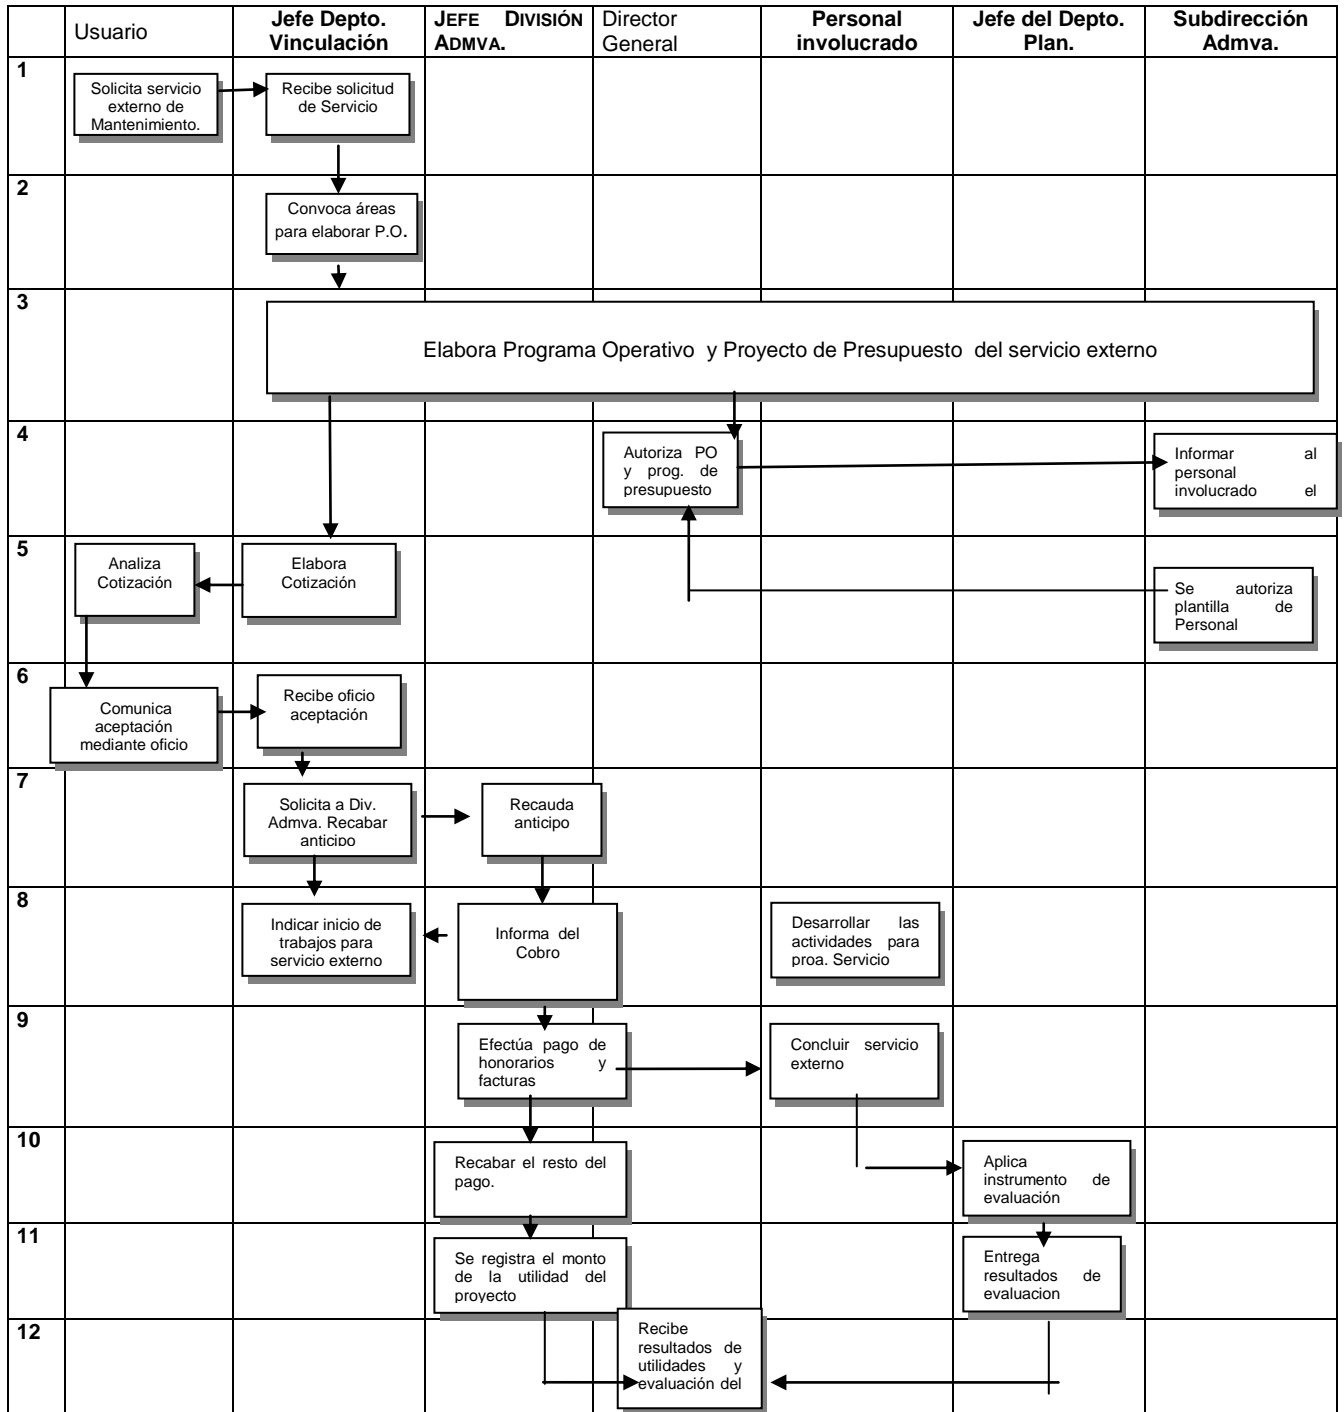 Usuario
Jefe Depto.
Vinculación
JEFE DIVISIÓN
ADMVA.
Director
General
Personal
involucrado
Jefe del Depto.
Plan.
Subdirección
Admva.
1
Solicita servicio
externo de
Mantenimiento.
Recibe solicitud
de Servicio
2
Convoca áreas
para elaborar P.O.
3
Elabora Programa Operativo y Proyecto de Presupuesto del servicio externo
4
Autoriza PO
y prog. de
presupuesto
Informar al
personal
involucrado el
5
Analiza
Cotización
Elabora
Cotización
Se autoriza
plantilla de
Personal
6
Comunica
aceptación
mediante oficio
Recibe oficio
aceptación
7
Solicita a Div.
Admva. Recabar
anticipo
Recauda
anticipo
8
Indicar inicio de
trabajos para
servicio externo
Informa del
Cobro
Desarrollar las
actividades para
proa. Servicio
9
Efectúa pago de
honorarios y
facturas
Concluir servicio
externo
10
Recabar el resto del
pago.
Aplica
instrumento de
evaluación
11
Se registra el monto
de la utilidad del
proyecto
Entrega
resultados de
evaluacion
12
Recibe
resultados de
utilidades y
evaluación del